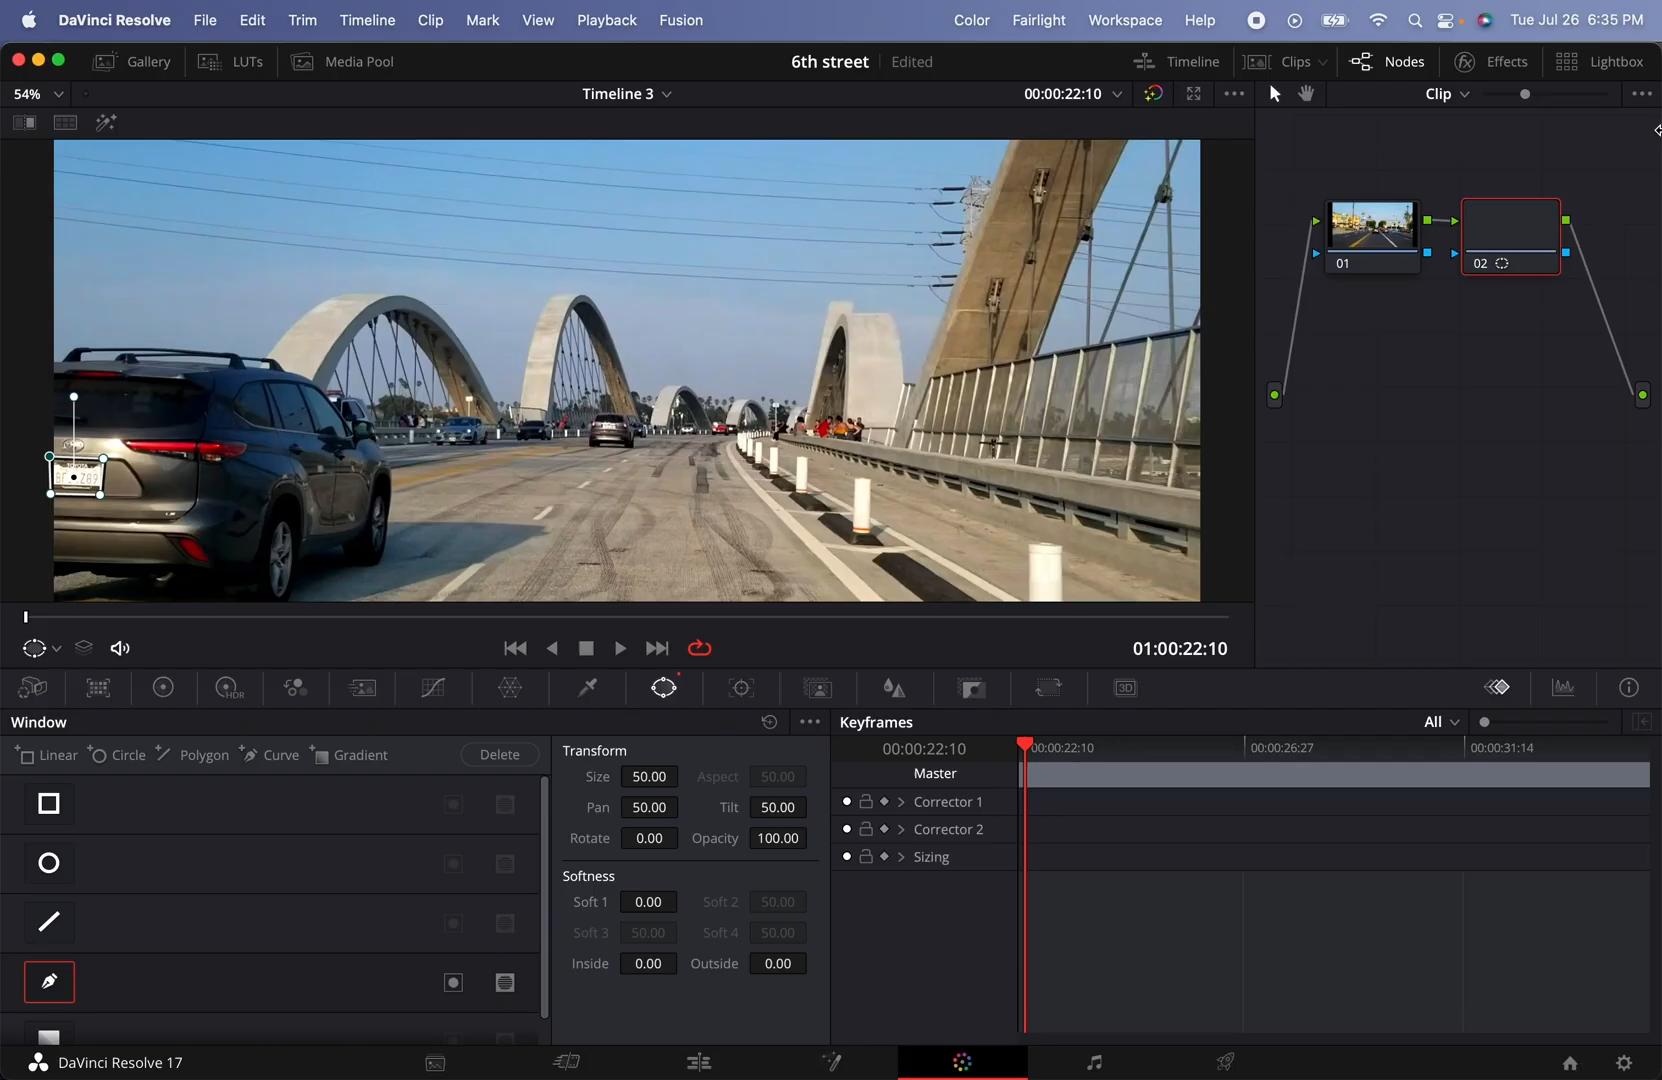 DaVinci Resolve File Edit Trim Timeline Clip Mark View Playback Fusion Color Fairlight Workspace Help Tue Jul 26 6:35 PM
Gallery LUTs Media Pool 6th street Edited Timeline Clips Nodes Effects Lightbox
54% Timeline 3 00:00:22:10 Clip
01 02
TOYOTA
01:00:22:10
HDR 3D
Window Keyframes All
Linear Circle Polygon Curve Gradient Delete
Transform
Size 50.00 Aspect 50.00
Pan 50.00 Tilt 50.00
Rotate 0.00 Opacity 100.00
Softness
Soft 1 0.00 Soft 2 50.00
Soft 3 50.00 Soft 4 50.00
Inside 0.00 Outside 0.00
00:00:22:10 00:00:22:10 00:00:26:27 00:00:31:14
Master
Corrector 1
Corrector 2
Sizing
DaVinci Resolve 17